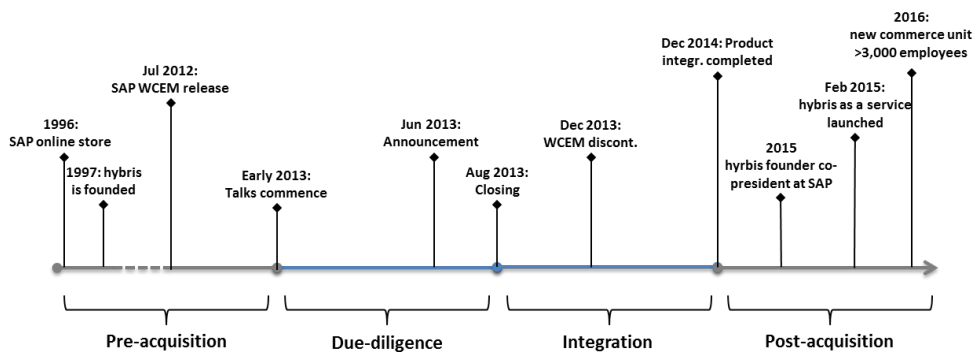 1996:
SAP online store
1997: hybris
is founded
Jul 2012:
SAP WCEM release
Early 2013:
Talks commence
Jun 2013:
Announcement
Aug 2013:
Closing
Dec 2013:
WCEM discont.
Dec 2014: Product
integr. completed
2015
hyrbis founder co-
president at SAP
Feb 2015:
hybris as a service
launched
2016:
new commerce unit
>3,000 employees
Pre-acquisition
Due-diligence
Integration
Post-acquisition